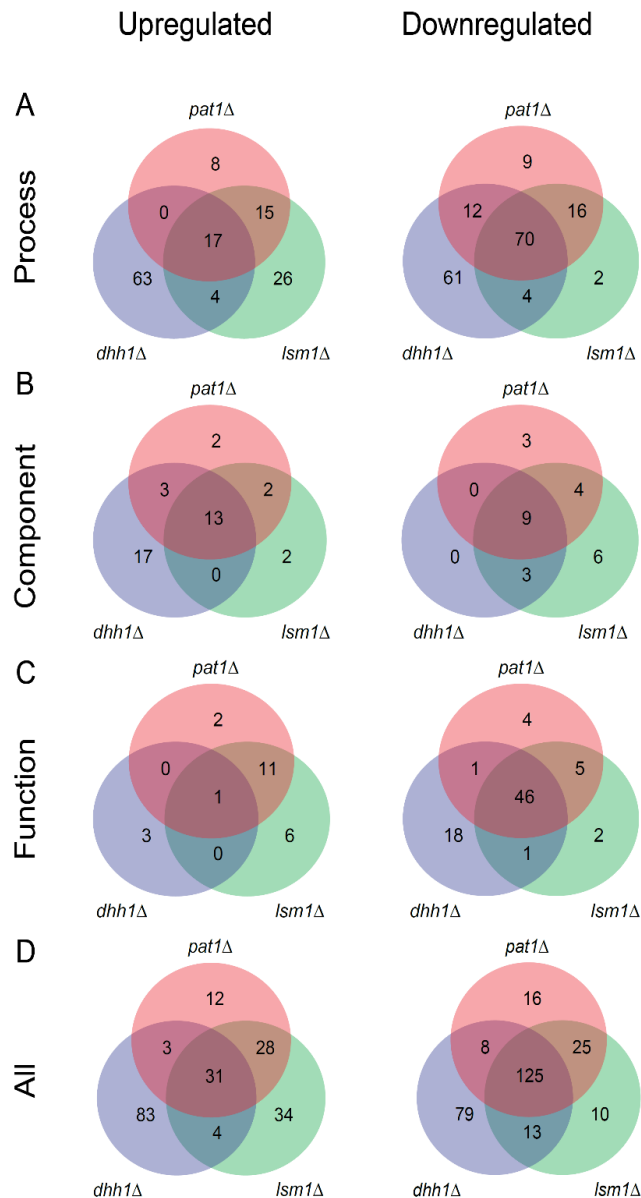 Upregulated Downregulated
A
Process
pat1Δ pat1Δ
8 9
0 15 12 16
17 70
63 26 61 2
4 4
dhh1Δ lsm1Δ dhh1Δ lsm1Δ
B
Component
pat1Δ pat1Δ
2 3
3 2 0 4
13 9
17 2 0 6
0 3
dhh1Δ lsm1Δ dhh1Δ lsm1Δ
C
Function
pat1Δ pat1Δ
2 4
0 11 1 5
1 46
3 6 18 2
0 1
dhh1Δ lsm1Δ dhh1Δ lsm1Δ
D
All
pat1Δ pat1Δ
12 16
3 28 8 25
31 125
83 34 79 10
4 13
dhh1Δ lsm1Δ dhh1Δ lsm1Δ